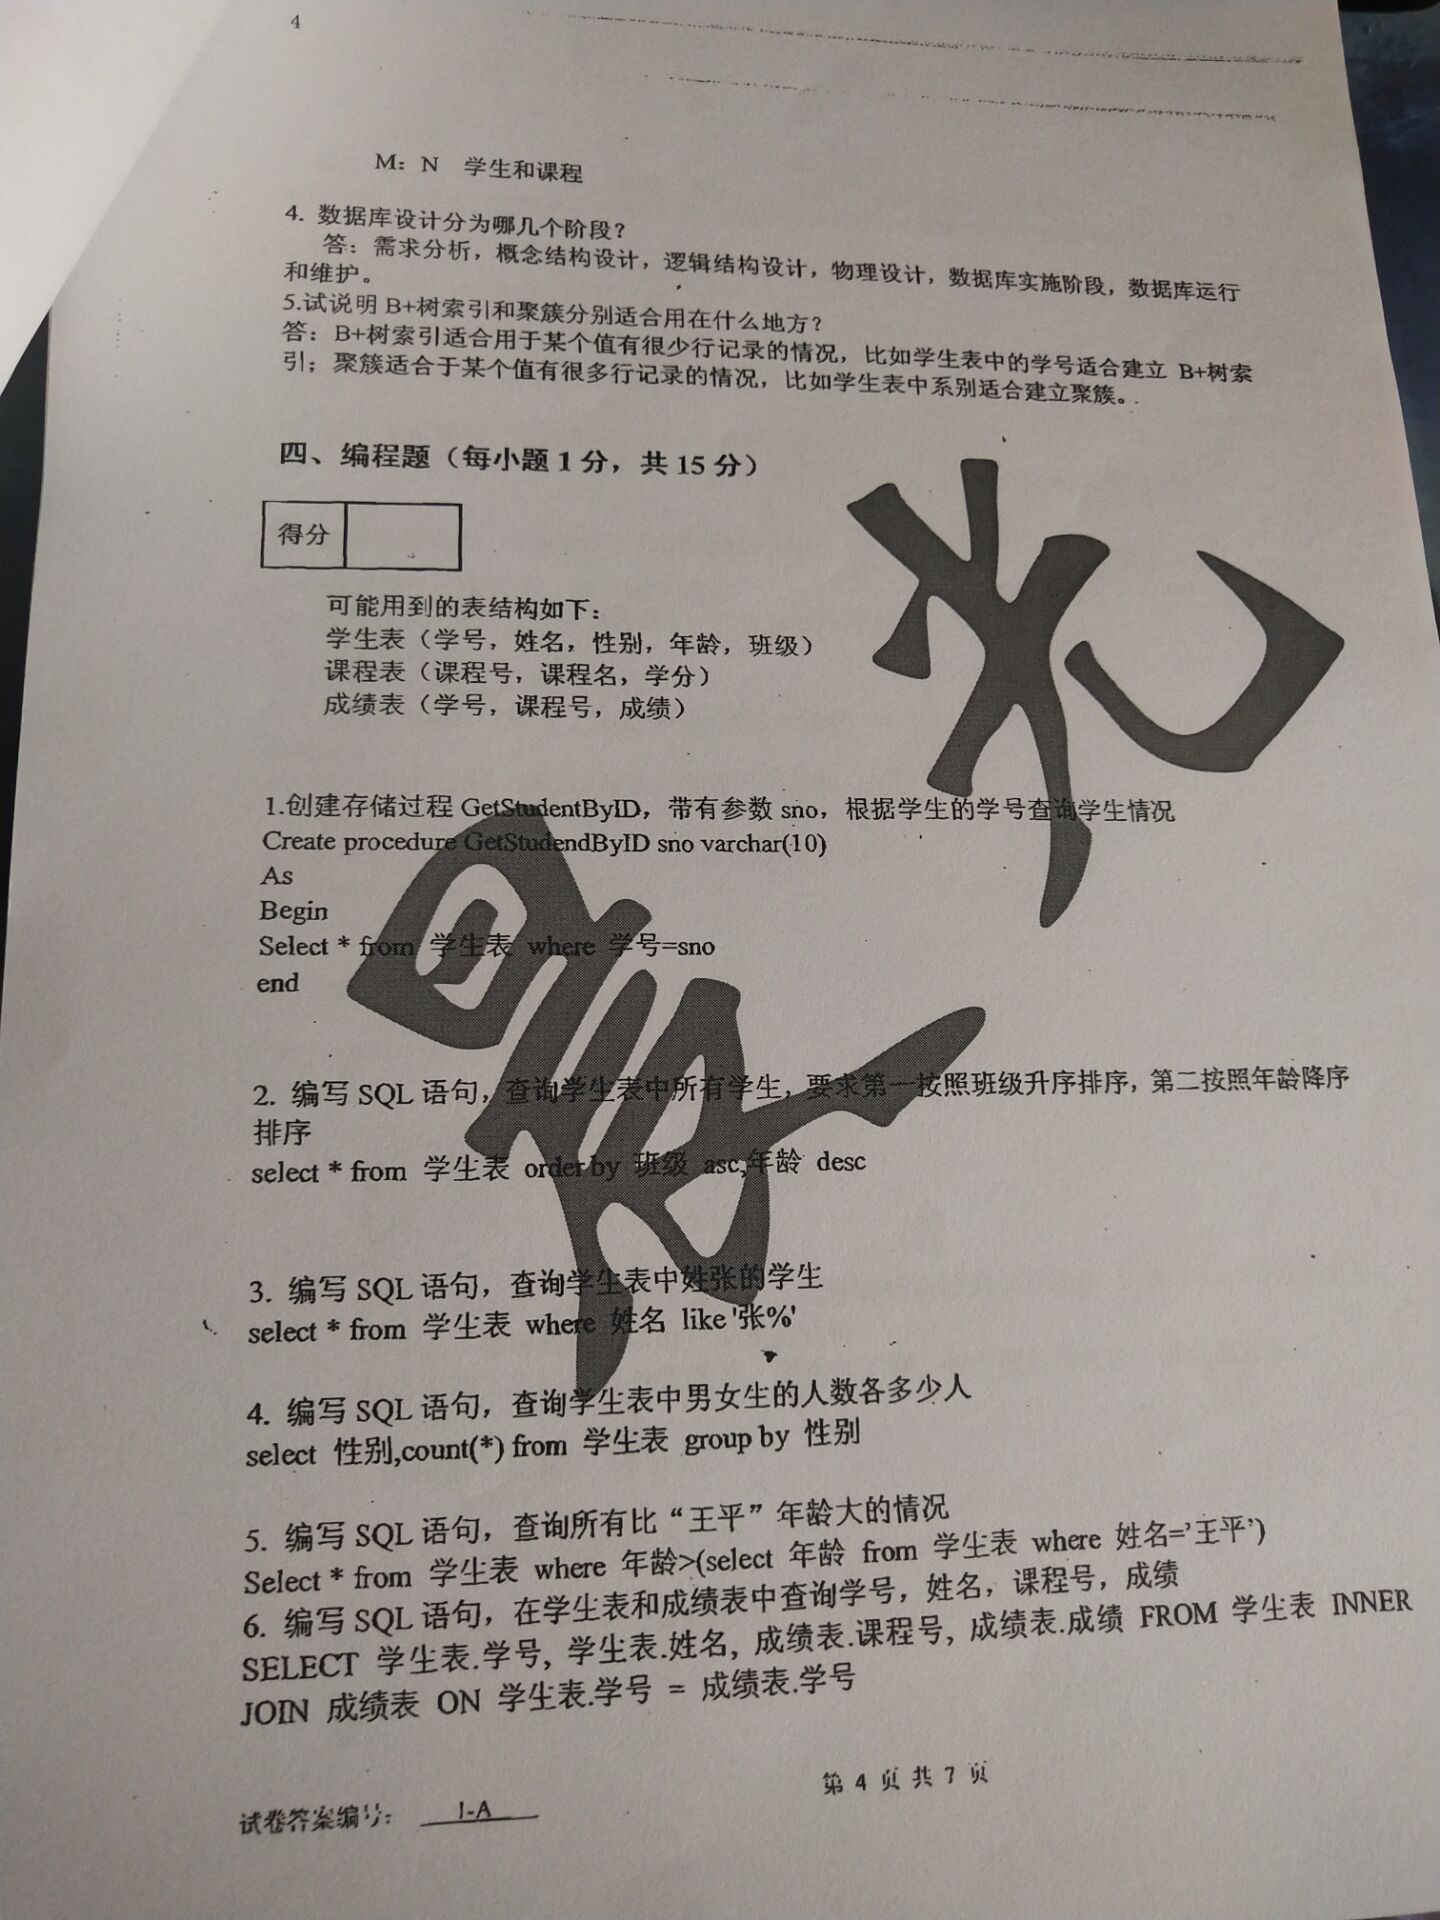 4
M：N 学生和课程
4. 数据库设计分为哪几个阶段？
答：需求分析，概念结构设计，逻辑结构设计，物理设计，数据库实施阶段，数据库运行
和维护。
5.试说明 B+树索引和聚簇分别适合用在什么地方？
答：B+树索引适合用于某个值有很少行记录的情况，比如学生表中的学号适合建立 B+树索
引；聚簇适合于某个值有很多行记录的情况，比如学生表中系别适合建立聚簇。
四、编程题（每小题 1 分，共 15 分）
得分
可能用到的表结构如下：
学生表（学号，姓名，性别，年龄，班级）
课程表（课程号，课程名，学分）
成绩表（学号，课程号，成绩）
1.创建存储过程 GetStudentByID，带有参数 sno，根据学生的学号查询学生情况
Create procedure GetStudendByID sno varchar(10)
As
Begin
Select * from 学生表 where 学号=sno
end
2. 编写 SQL 语句，查询学生表中所有学生，要求第一按照班级升序排序，第二按照年龄降序
排序
select * from 学生表 order by 班级 asc,年龄 desc
3. 编写 SQL 语句，查询学生表中姓张的学生
select * from 学生表 where 姓名 like '张%'
4. 编写 SQL 语句，查询学生表中男女生的人数各多少人
select 性别,count(*) from 学生表 group by 性别
5. 编写 SQL 语句，查询所有比“王平”年龄大的情况
Select * from 学生表 where 年龄>(select 年龄 from 学生表 where 姓名=’王平’)
6. 编写 SQL 语句，在学生表和成绩表中查询学号，姓名，课程号，成绩
SELECT 学生表.学号, 学生表.姓名, 成绩表.课程号, 成绩表.成绩 FROM 学生表 INNER
JOIN 成绩表 ON 学生表.学号 = 成绩表.学号
第 4 页 共 7 页
试卷答案编号： 1-A